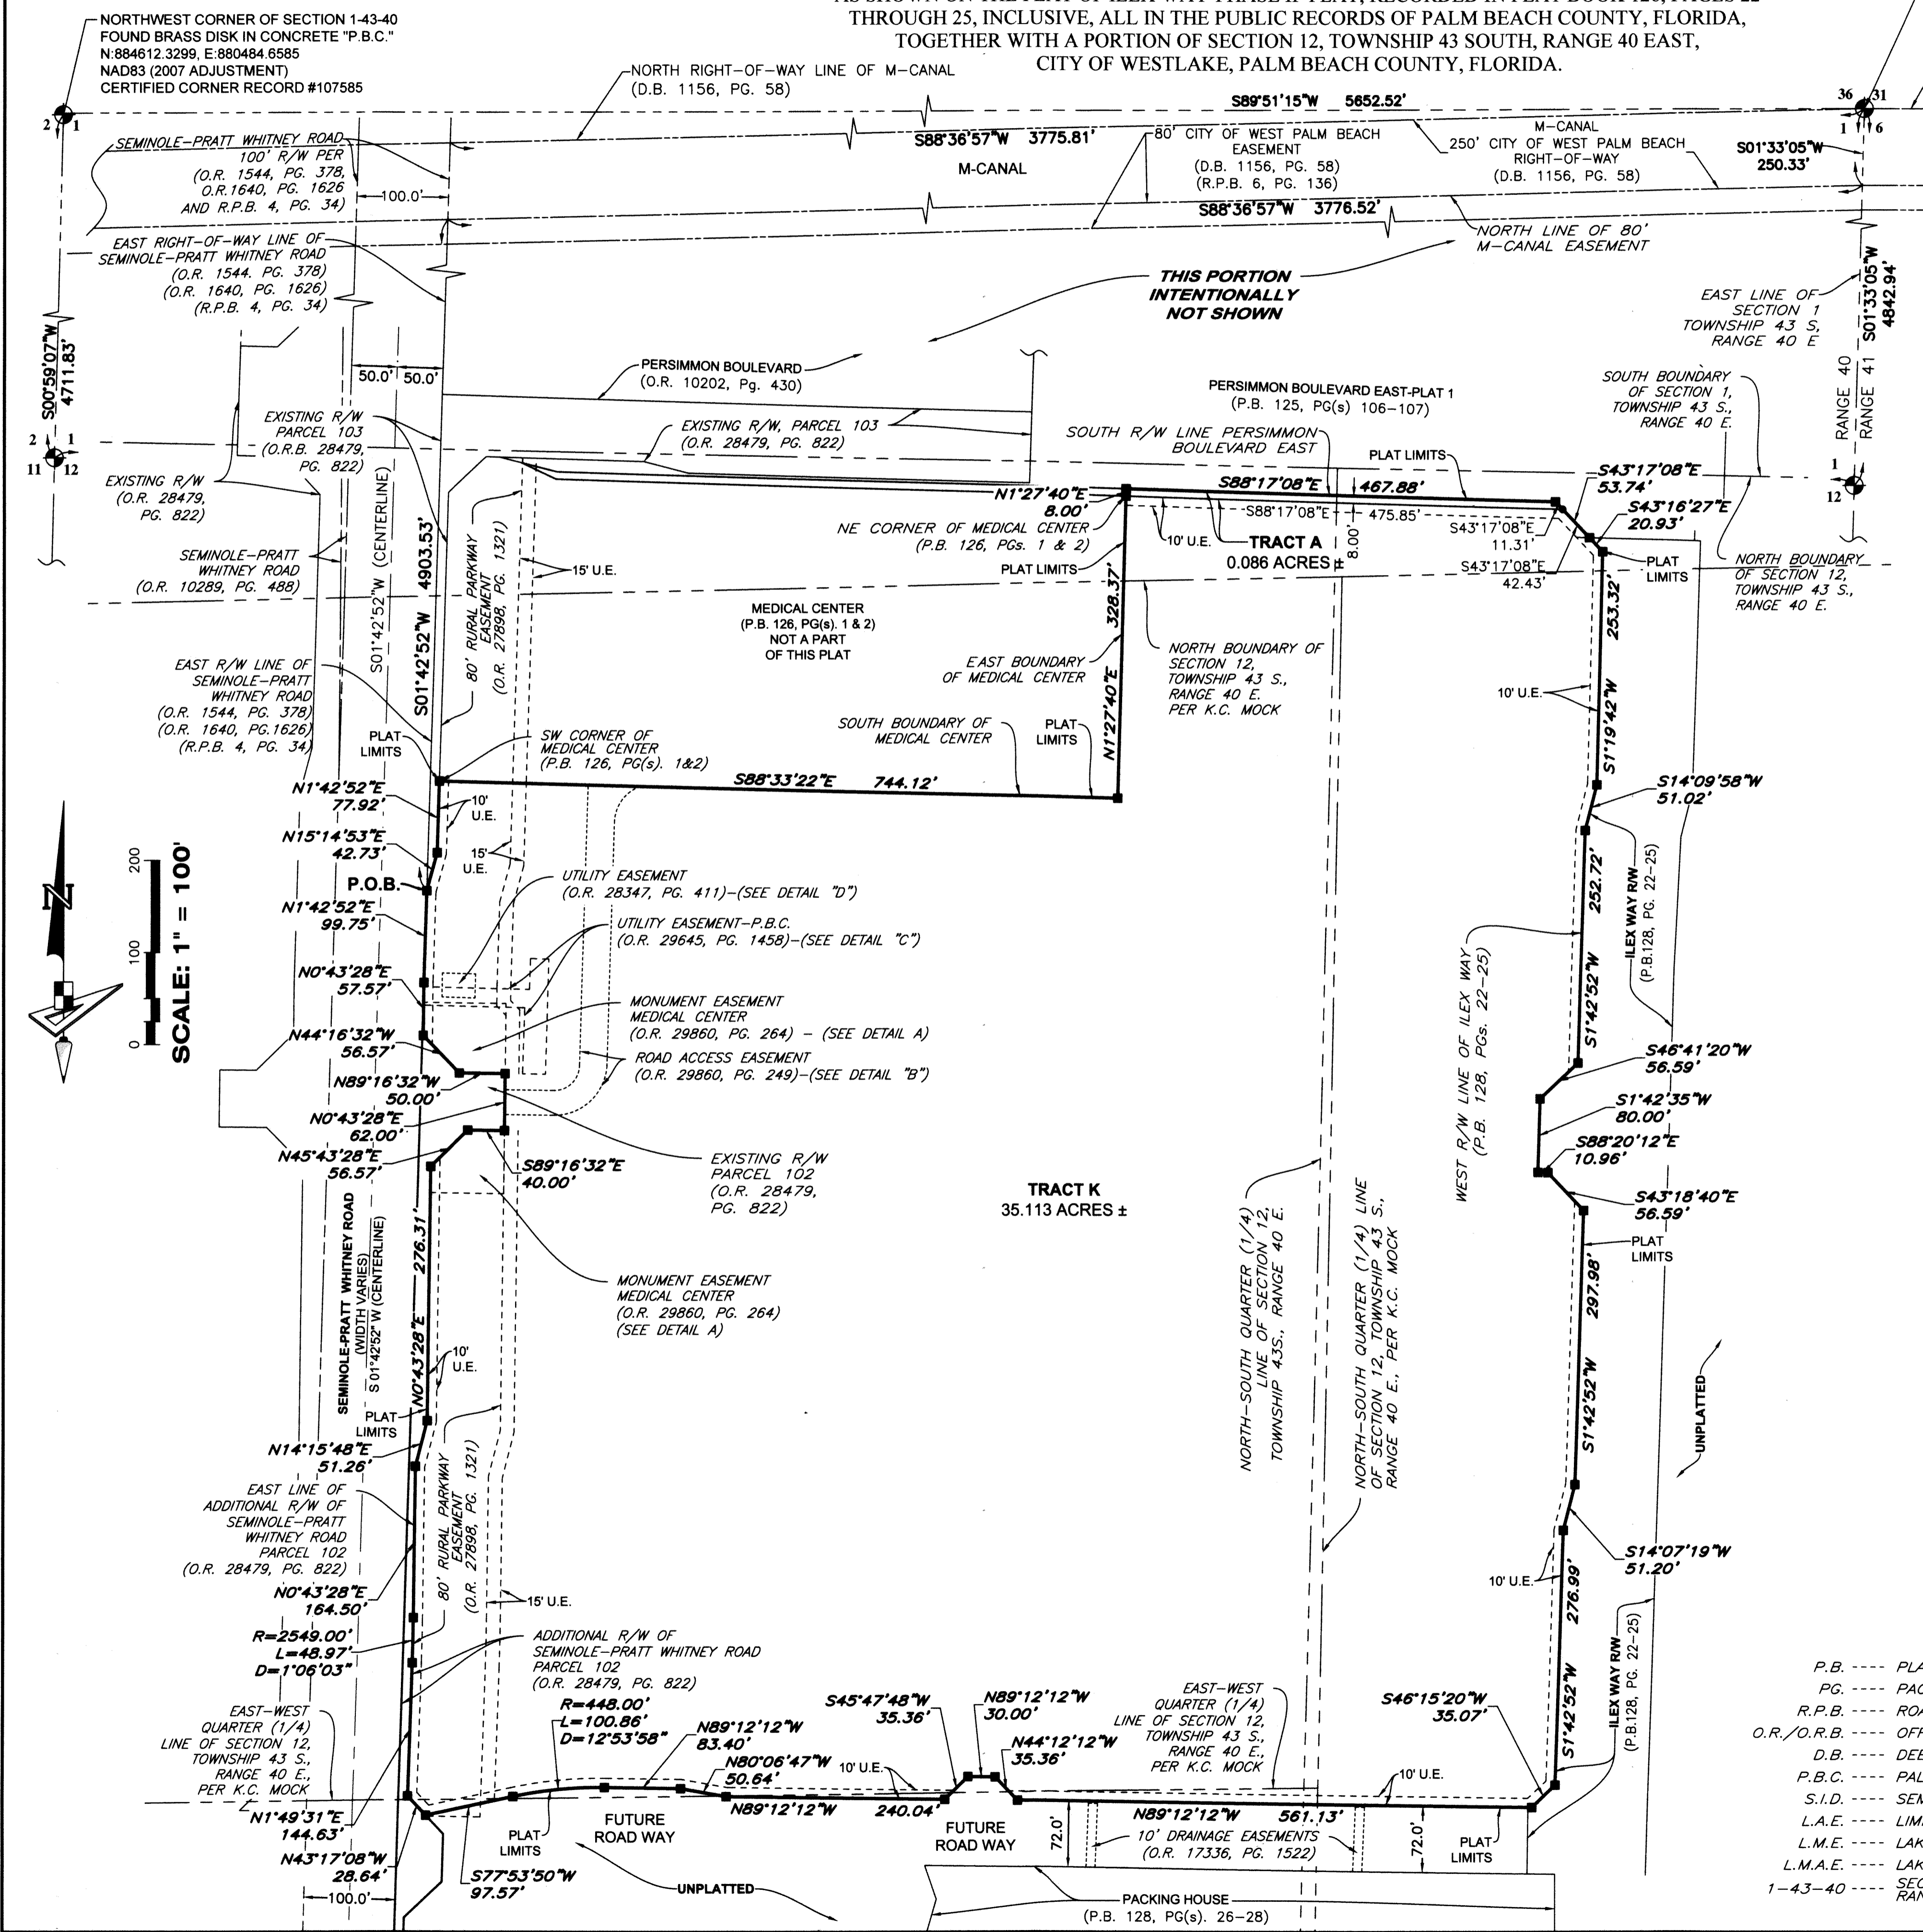 THROUGH 25, INCLUSIVE, ALL IN THE PUBLIC RECORDS OF PALM BEACH COUNTY, FLORIDA,
TOGETHER WITH A PORTION OF SECTION 12, TOWNSHIP 43 SOUTH, RANGE 40 EAST,
CITY OF WESTLAKE, PALM BEACH COUNTY, FLORIDA.
NORTHWEST CORNER OF SECTION 1-43-40
FOUND BRASS DISK IN CONCRETE "P.B.C."
N:884612.3299, E:880484.6585
NAD83 (2007 ADJUSTMENT)
CERTIFIED CORNER RECORD #107585
NORTH RIGHT-OF-WAY LINE OF M-CANAL
(D.B. 1156, PG. 58)
S89°51'15"W 5652.52'
36 31
1 6
2 1
SEMINOLE-PRATT WHITNEY ROAD
100' R/W PER
(O.R. 1544, PG. 378,
O.R.1640, PG. 1626
AND R.P.B. 4, PG. 34)
100.0'
S88°36'57"W 3775.81'
M-CANAL
80' CITY OF WEST PALM BEACH
EASEMENT
(D.B. 1156, PG. 58)
(R.P.B. 6, PG. 136)
M-CANAL
250' CITY OF WEST PALM BEACH
RIGHT-OF-WAY
(D.B. 1156, PG. 58)
S01°33'05"W
250.33'
S88°36'57"W 3776.52'
NORTH LINE OF 80'
M-CANAL EASEMENT
EAST RIGHT-OF-WAY LINE OF
SEMINOLE-PRATT WHITNEY ROAD
(O.R. 1544. PG. 378)
(O.R. 1640, PG. 1626)
(R.P.B. 4, PG. 34)
THIS PORTION
INTENTIONALLY
NOT SHOWN
EAST LINE OF
SECTION 1
TOWNSHIP 43 S,
RANGE 40 E
S01°33'05"W
4842.94'
RANGE 40
RANGE 41
S00°59'07"W
4711.83'
50.0' 50.0'
PERSIMMON BOULEVARD
(O.R. 10202, Pg. 430)
PERSIMMON BOULEVARD EAST-PLAT 1
(P.B. 125, PG(s) 106-107)
SOUTH BOUNDARY
OF SECTION 1,
TOWNSHIP 43 S.,
RANGE 40 E.
EXISTING R/W
PARCEL 103
(O.R.B. 28479,
PG. 822)
EXISTING R/W, PARCEL 103
(O.R. 28479, PG. 822)
SOUTH R/W LINE PERSIMMON
BOULEVARD EAST
PLAT LIMITS
2 1
11 12
1
12
EXISTING R/W
(O.R. 28479,
PG. 822)
S43°17'08"E
53.74'
S43°16'27"E
20.93'
N1°27'40"E
8.00'
S88°17'08"E 467.88'
S88°17'08"E 475.85'
NE CORNER OF MEDICAL CENTER
(P.B. 126, PGs. 1 & 2)
10' U.E.
TRACT A
0.086 ACRES ±
8.00'
S43°17'08"E
11.31'
S43°17'08"E
42.43'
PLAT LIMITS
PLAT
LIMITS
NORTH BOUNDARY
OF SECTION 12,
TOWNSHIP 43 S.,
RANGE 40 E.
SEMINOLE-PRATT
WHITNEY ROAD
(O.R. 10289, PG. 488)
S01°42'52"W (CENTERLINE)
S01°42'52"W 4903.53'
80' RURAL PARKWAY
EASEMENT
(O.R. 27898, PG. 1321)
15' U.E.
MEDICAL CENTER
(P.B. 126, PG(s). 1 & 2)
NOT A PART
OF THIS PLAT
N1°27'40"E 328.37'
EAST BOUNDARY
OF MEDICAL CENTER
NORTH BOUNDARY OF
SECTION 12,
TOWNSHIP 43 S.,
RANGE 40 E.
PER K.C. MOCK
S1°19'42"W 253.32'
10' U.E.
EAST R/W LINE OF
SEMINOLE-PRATT
WHITNEY ROAD
(O.R. 1544, PG. 378)
(O.R. 1640, PG.1626)
(R.P.B. 4, PG. 34)
PLAT
LIMITS
SW CORNER OF
MEDICAL CENTER
(P.B. 126, PG(s). 1&2)
SOUTH BOUNDARY OF
MEDICAL CENTER
PLAT
LIMITS
S88°33'22"E 744.12'
N1°42'52"E
77.92'
10'
U.E.
N15°14'53"E
42.73'
15'
U.E.
P.O.B.
N1°42'52"E
99.75'
N0°43'28"E
57.57'
N44°16'32"W
56.57'
N89°16'32"W
50.00'
N0°43'28"E
62.00'
N45°43'28"E
56.57'
S89°16'32"E
40.00'
UTILITY EASEMENT
(O.R. 28347, PG. 411)-(SEE DETAIL "D")
UTILITY EASEMENT-P.B.C.
(O.R. 29645, PG. 1458)-(SEE DETAIL "C")
MONUMENT EASEMENT
MEDICAL CENTER
(O.R. 29860, PG. 264) - (SEE DETAIL A)
ROAD ACCESS EASEMENT
(O.R. 29860, PG. 249)-(SEE DETAIL "B")
EXISTING R/W
PARCEL 102
(O.R. 28479,
PG. 822)
MONUMENT EASEMENT
MEDICAL CENTER
(O.R. 29860, PG. 264)
(SEE DETAIL A)
N
0 100 200
SCALE: 1" = 100'
TRACT K
35.113 ACRES ±
S14°09'58"W
51.02'
S1°42'52"W 252.72'
ILEX WAY R/W
(P.B.128, PG. 22-25)
WEST R/W LINE OF ILEX WAY
(P.B. 128, PGs. 22-25)
S46°41'20"W
56.59'
S1°42'35"W
80.00'
S88°20'12"E
10.96'
S43°18'40"E
56.59'
PLAT
LIMITS
S1°42'52"W 297.98'
UNPLATTED
NORTH-SOUTH QUARTER (1/4)
LINE OF SECTION 12,
TOWNSHIP 43S., RANGE 40 E.
NORTH-SOUTH QUARTER (1/4) LINE
OF SECTION 12, TOWNSHIP 43 S.,
RANGE 40 E., PER K.C. MOCK
SEMINOLE-PRATT WHITNEY ROAD
(WIDTH VARIES)
S 01°42'52" W (CENTERLINE)
N0°43'28"E 276.31'
10'
U.E.
PLAT
LIMITS
N14°15'48"E
51.26'
EAST LINE OF
ADDITIONAL R/W OF
SEMINOLE-PRATT
WHITNEY ROAD
PARCEL 102
(O.R. 28479, PG. 822)
80' RURAL PARKWAY
EASEMENT
(O.R. 27898, PG. 1321)
15' U.E.
N0°43'28"E
164.50'
R=2549.00'
L=48.97'
D=1°06'03"
ADDITIONAL R/W OF
SEMINOLE-PRATT WHITNEY ROAD
PARCEL 102
(O.R. 28479, PG. 822)
EAST-WEST
QUARTER (1/4)
LINE OF SECTION 12,
TOWNSHIP 43 S.,
RANGE 40 E.,
PER K.C. MOCK
N1°49'31"E
144.63'
N43°17'08"W
28.64'
100.0'
S77°53'50"W
97.57'
R=448.00'
L=100.86'
D=12°53'58"
PLAT
LIMITS
N89°12'12"W
83.40'
N80°06'47"W
50.64'
10' U.E.
FUTURE
ROAD WAY
N89°12'12"W 240.04'
UNPLATTED
S45°47'48"W
35.36'
N89°12'12"W
30.00'
N44°12'12"W
35.36'
FUTURE
ROAD WAY
EAST-WEST
QUARTER (1/4)
LINE OF SECTION 12,
TOWNSHIP 43 S.,
RANGE 40 E.,
PER K.C. MOCK
10' U.E.
N89°12'12"W 561.13'
72.0'
10' DRAINAGE EASEMENTS
(O.R. 17336, PG. 1522)
72.0'
PLAT
LIMITS
PACKING HOUSE
(P.B. 128, PG(s). 26-28)
S46°15'20"W
35.07'
S14°07'19"W
51.20'
10' U.E.
S1°42'52"W 276.99'
ILEX WAY R/W
(P.B.128, PG. 22-25)
P.B. ----
PG. ----
R.P.B. ----
O.R./O.R.B. ----
D.B. ----
P.B.C. ----
S.I.D. ----
L.A.E. ----
L.M.E. ----
L.M.A.E. ----
1-43-40 ----